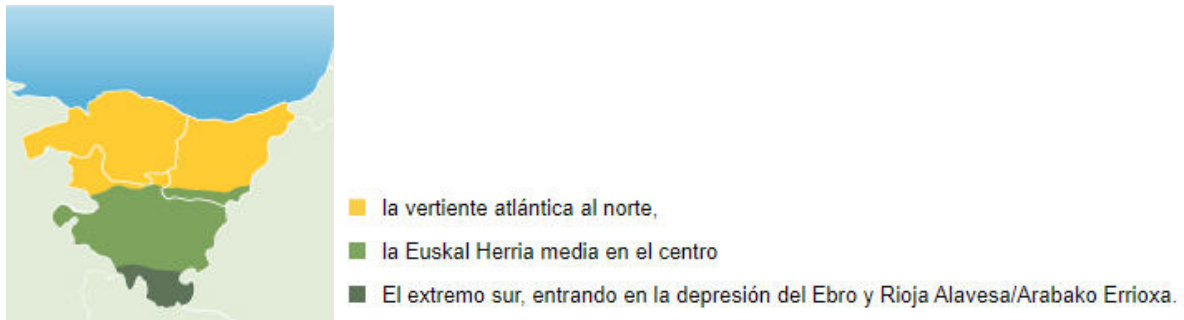 la vertiente atlántica al norte,
la Euskal Herria media en el centro
El extremo sur, entrando en la depresión del Ebro y Rioja Alavesa/Arabako Errioxa.